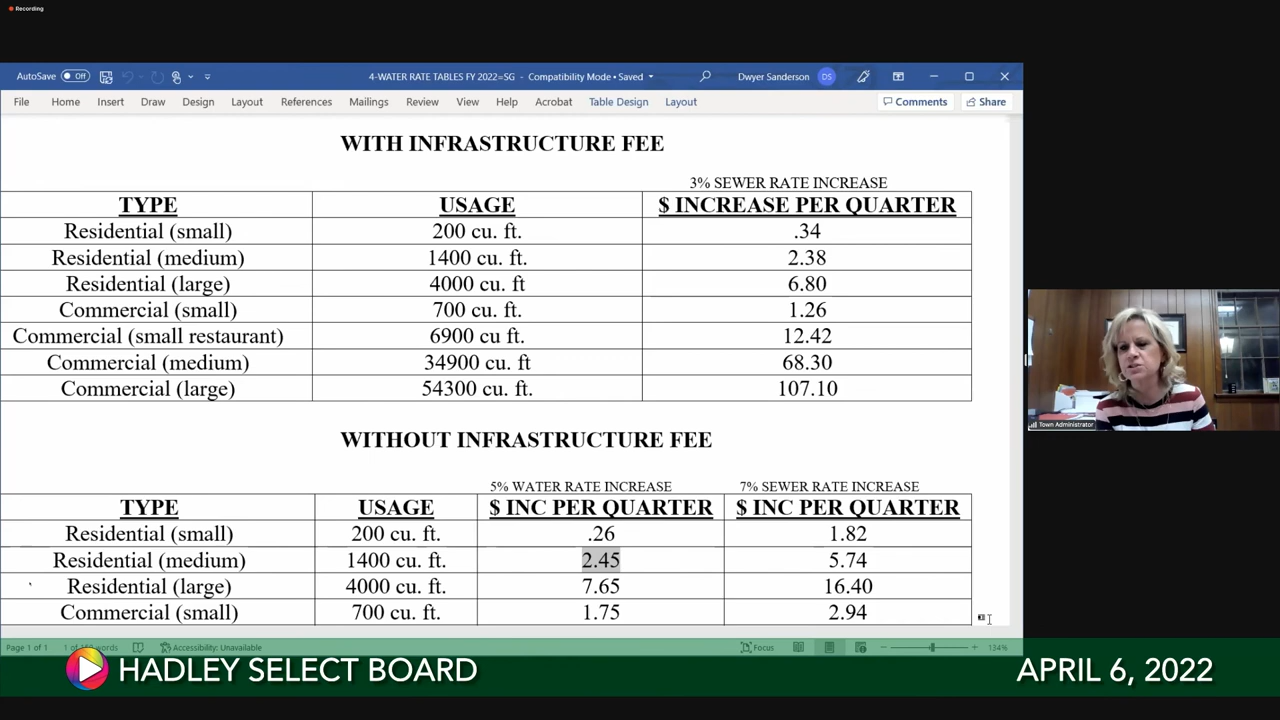 Recording
AutoSave Off 4-WATER RATE TABLES FY 2022=SG - Compatibility Mode • Saved Dwyer Sanderson DS
File Home Insert Draw Design Layout References Mailings Review View Help Acrobat Table Design Layout Comments Share
WITH INFRASTRUCTURE FEE
3% SEWER RATE INCREASE
TYPE USAGE $ INCREASE PER QUARTER
Residential (small) 200 cu. ft. .34
Residential (medium) 1400 cu. ft. 2.38
Residential (large) 4000 cu. ft 6.80
Commercial (small) 700 cu. ft. 1.26
Commercial (small restaurant) 6900 cu ft. 12.42
Commercial (medium) 34900 cu. ft 68.30
Commercial (large) 54300 cu. ft. 107.10
Town Administrator
WITHOUT INFRASTRUCTURE FEE
5% WATER RATE INCREASE 7% SEWER RATE INCREASE
TYPE USAGE $ INC PER QUARTER $ INC PER QUARTER
Residential (small) 200 cu. ft. .26 1.82
Residential (medium) 1400 cu. ft. 2.45 5.74
Residential (large) 4000 cu. ft. 7.65 16.40
Commercial (small) 700 cu. ft. 1.75 2.94
Page 1 of 1 Accessibility: Unavailable Focus 134%
HADLEY SELECT BOARD APRIL 6, 2022